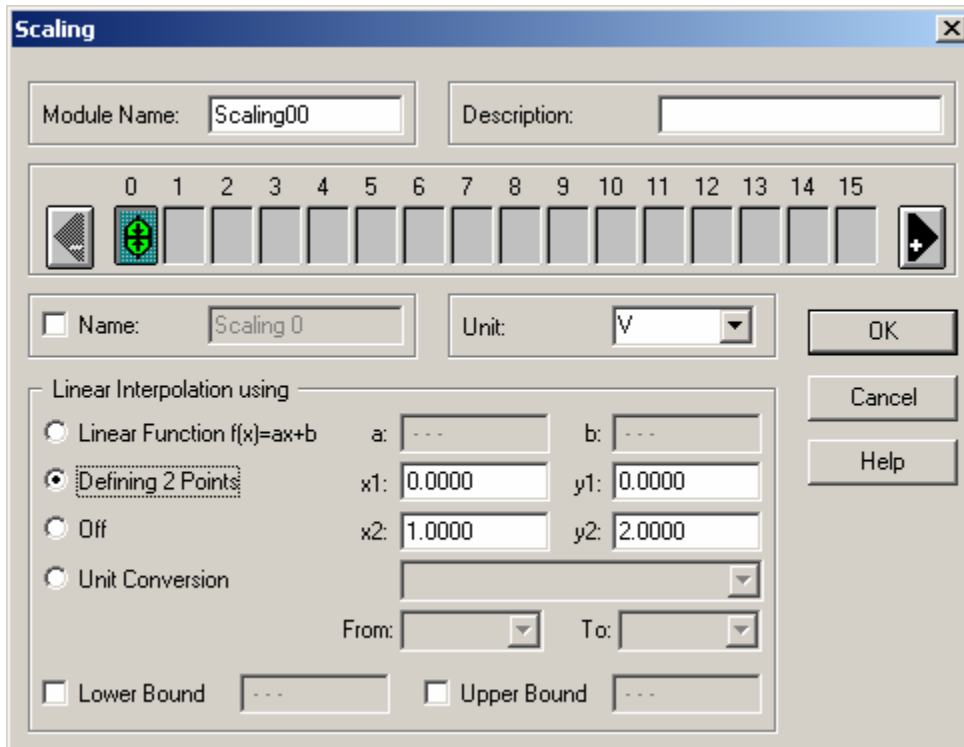 Scaling
Module Name: Scaling00 Description:
0 1 2 3 4 5 6 7 8 9 10 11 12 13 14 15
- +
Name: Scaling 0 Unit: V
OK
Linear Interpolation using
Cancel
Linear Function f(x)=ax+b a: --- b: ---
Help
Defining 2 Points x1: 0.0000 y1: 0.0000
Off x2: 1.0000 y2: 2.0000
Unit Conversion
From: To:
Lower Bound --- Upper Bound ---